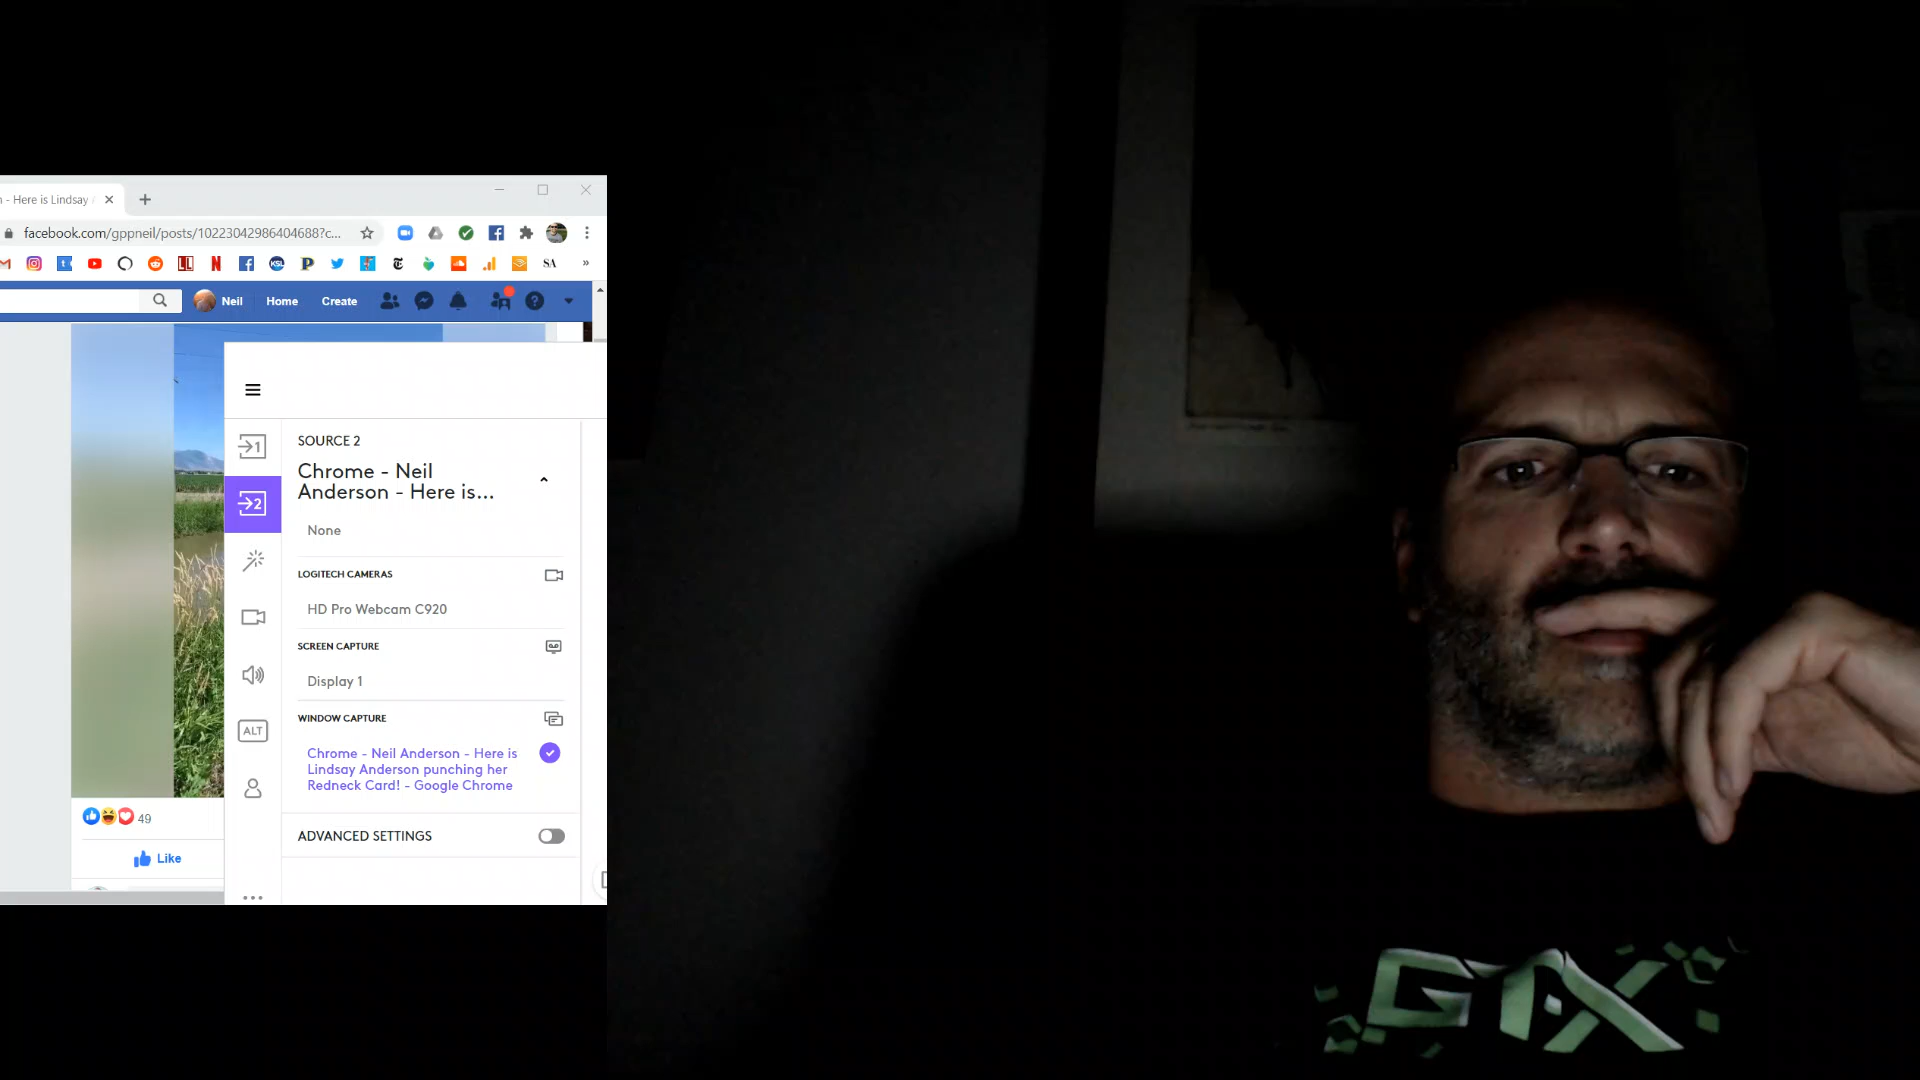 n - Here is Lindsay A
facebook.com/gppneil/posts/10223042986404688?c...
KSL
SA
»
Neil
Home
Create
SOURCE 2
Chrome - Neil
Anderson - Here is...
None
LOGITECH CAMERAS
HD Pro Webcam C920
SCREEN CAPTURE
Display 1
WINDOW CAPTURE
Chrome - Neil Anderson - Here is
Lindsay Anderson punching her
Redneck Card! - Google Chrome
ALT
49
Like
ADVANCED SETTINGS
GTX